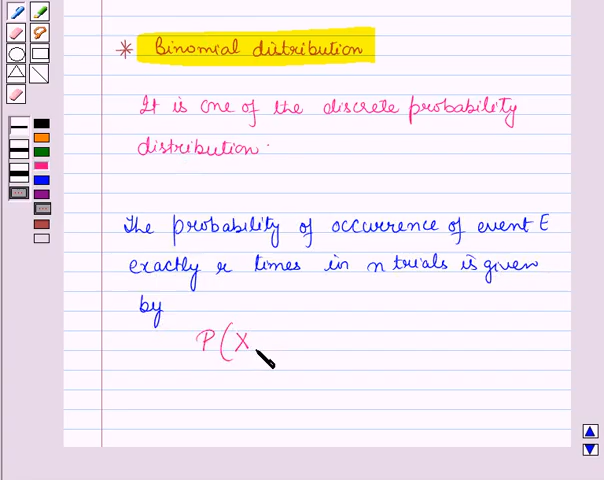 * Binomial distribution
It is one of the discrete probability
distribution.
The probability of occurrence of event E
exactly r times in n trials is given
by
P(X